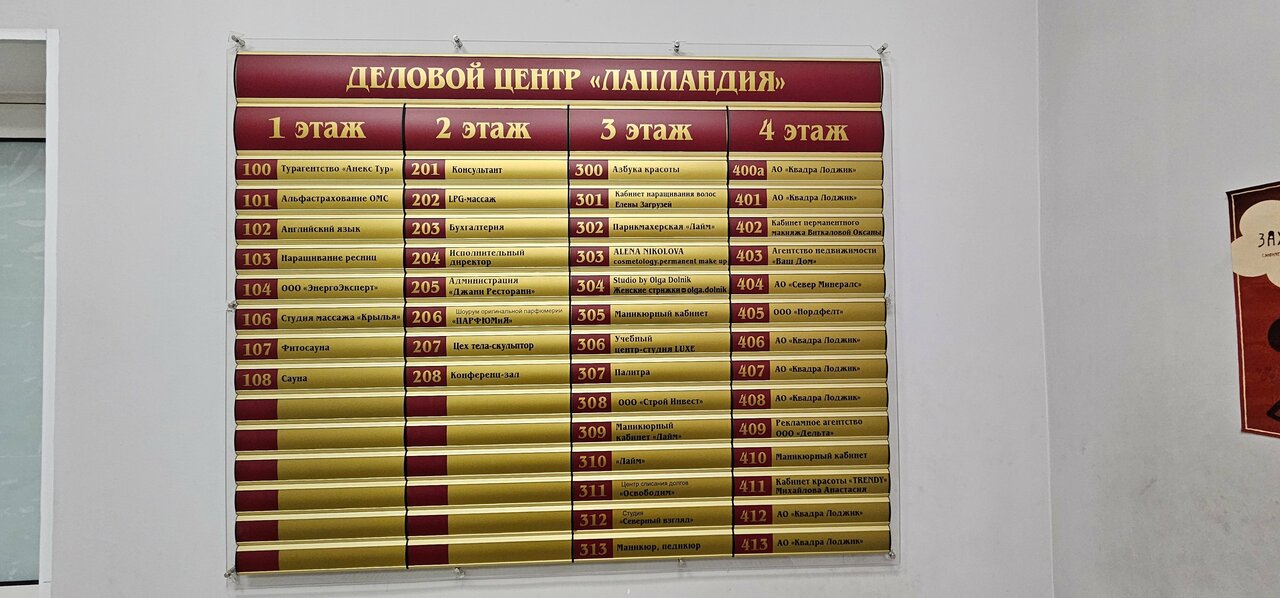 ДЕЛОВОЙ ЦЕНТР «ЛАПЛАНДИЯ»
1 этаж
100 Турагентство «Анекс Тур»
101 Альфастрахование ОМС
102 Английский язык
103 Наращивание ресниц
104 ООО «ЭнергоЭксперт»
106 Студия массажа «Крылья»
107 Фитосауна
108 Сауна
2 этаж
201 Консультант
202 LPG-массаж
203 Бухгалтерия
204 Исполнительный
директор
205 Администрация
«Джани Ресторани»
206 Шоурум оригинальной парфюмерии
«ПАРФЮМиЯ»
207 Цех тела-скульптор
208 Конференц-зал
3 этаж
300 Азбука красоты
301 Кабинет наращивания волос
Елены Загрузей
302 Парикмахерская «Лайм»
303 ALENA NIKOLOVA
cosmetology.permanent make up
304 Studio by Olga Dolnik
Женские стрижки olga.dolnik
305 Маникюрный кабинет
306 Учебный
центр-студия LUXE
307 Палитра
308 ООО «Строй Инвест»
309 Маникюрный
кабинет «Лайм»
310 «Лайм»
311 Центр списания долгов
«Освободим»
312 Студия
«Северный взгляд»
313 Маникюр, педикюр
4 этаж
400а АО «Квадра Лоджик»
401 АО «Квадра Лоджик»
402 Кабинет перманентного
макияжа Виткаловой Оксаны
403 Агентство недвижимости
«Ваш Дом»
404 АО «Север Минералс»
405 ООО «Нордфелт»
406 АО «Квадра Лоджик»
407 АО «Квадра Лоджик»
408 АО «Квадра Лоджик»
409 Рекламное агентство
ООО «Дельта»
410 Маникюрный кабинет
411 Кабинет красоты «TRENDY»
Михайлова Анастасия
412 АО «Квадра Лоджик»
413 АО «Квадра Лоджик»